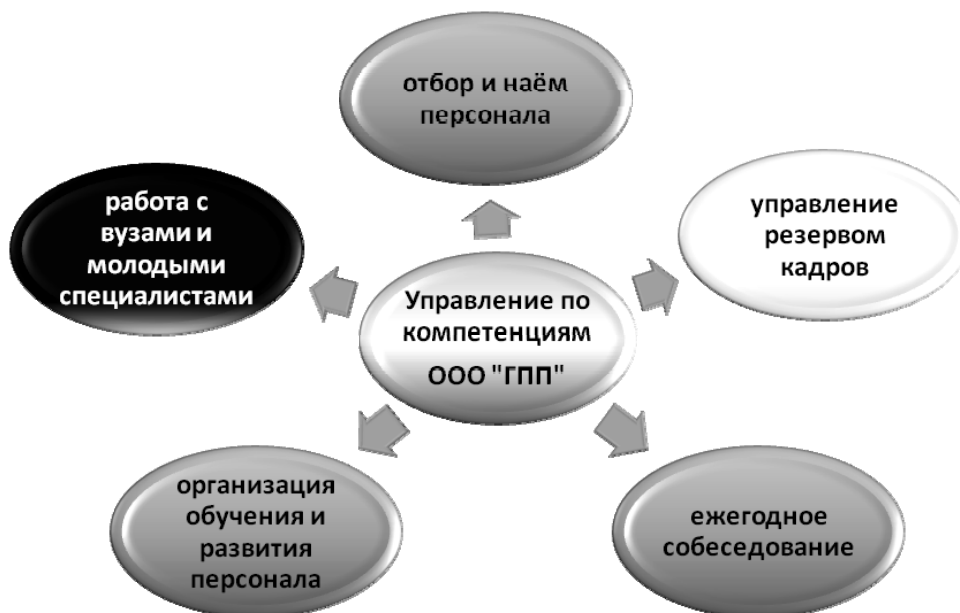 отбор и наём
персонала
работа с
вузами и
молодыми
специалистами
управление
резервом
кадров
Управление по
компетенциям
ООО "ГПП"
организация
обучения и
развития
персонала
ежегодное
собеседование